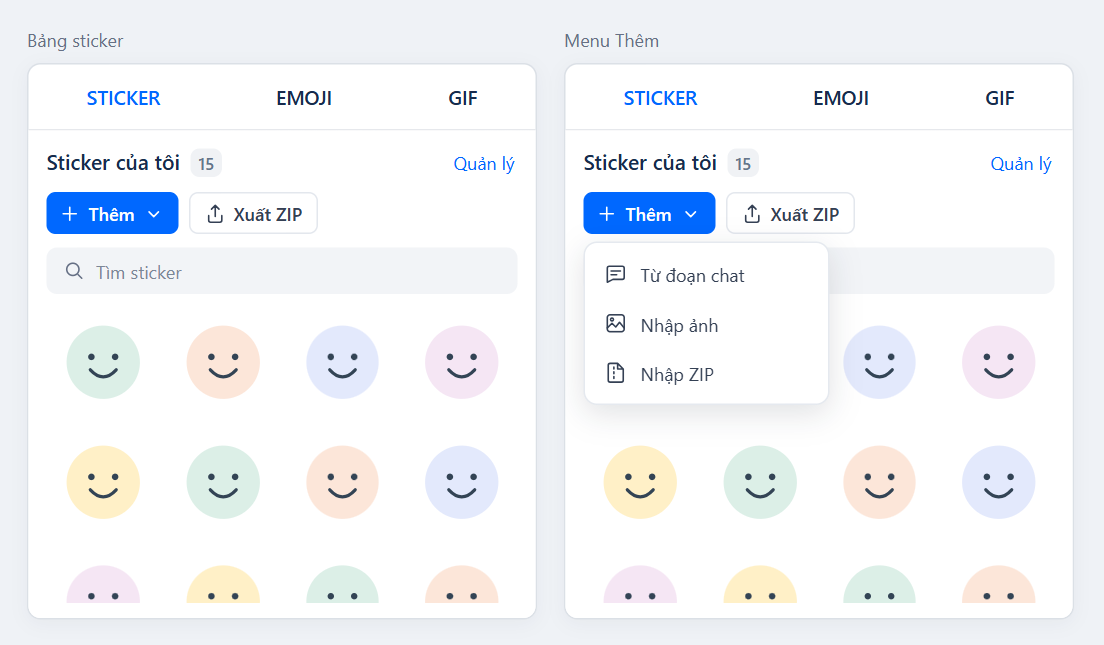 Bảng sticker
STICKER EMOJI GIF
Sticker của tôi 15 Quản lý
Thêm Xuất ZIP
Tìm sticker
Menu Thêm
STICKER EMOJI GIF
Sticker của tôi 15 Quản lý
Thêm Xuất ZIP
Từ đoạn chat
Nhập ảnh
Nhập ZIP